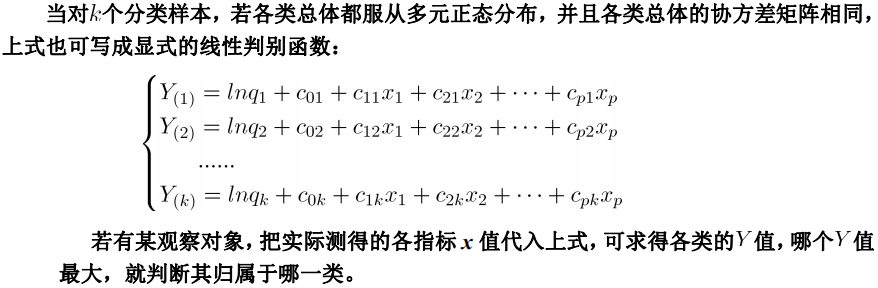 当对k个分类样本，若各类总体都服从多元正态分布，并且各类总体的协方差矩阵相同，
上式也可写成显式的线性判别函数：
Y₍₁₎ = lnq₁ + c₀₁ + c₁₁x₁ + c₂₁x₂ + ⋯ + cₚ₁xₚ
Y₍₂₎ = lnq₂ + c₀₂ + c₁₂x₁ + c₂₂x₂ + ⋯ + cₚ₂xₚ
......
Y₍ₖ₎ = lnqₖ + c₀ₖ + c₁ₖx₁ + c₂ₖx₂ + ⋯ + cₚₖxₚ
若有某观察对象，把实际测得的各指标 x 值代入上式，可求得各类的Y 值，哪个Y 值
最大，就判断其归属于哪一类。